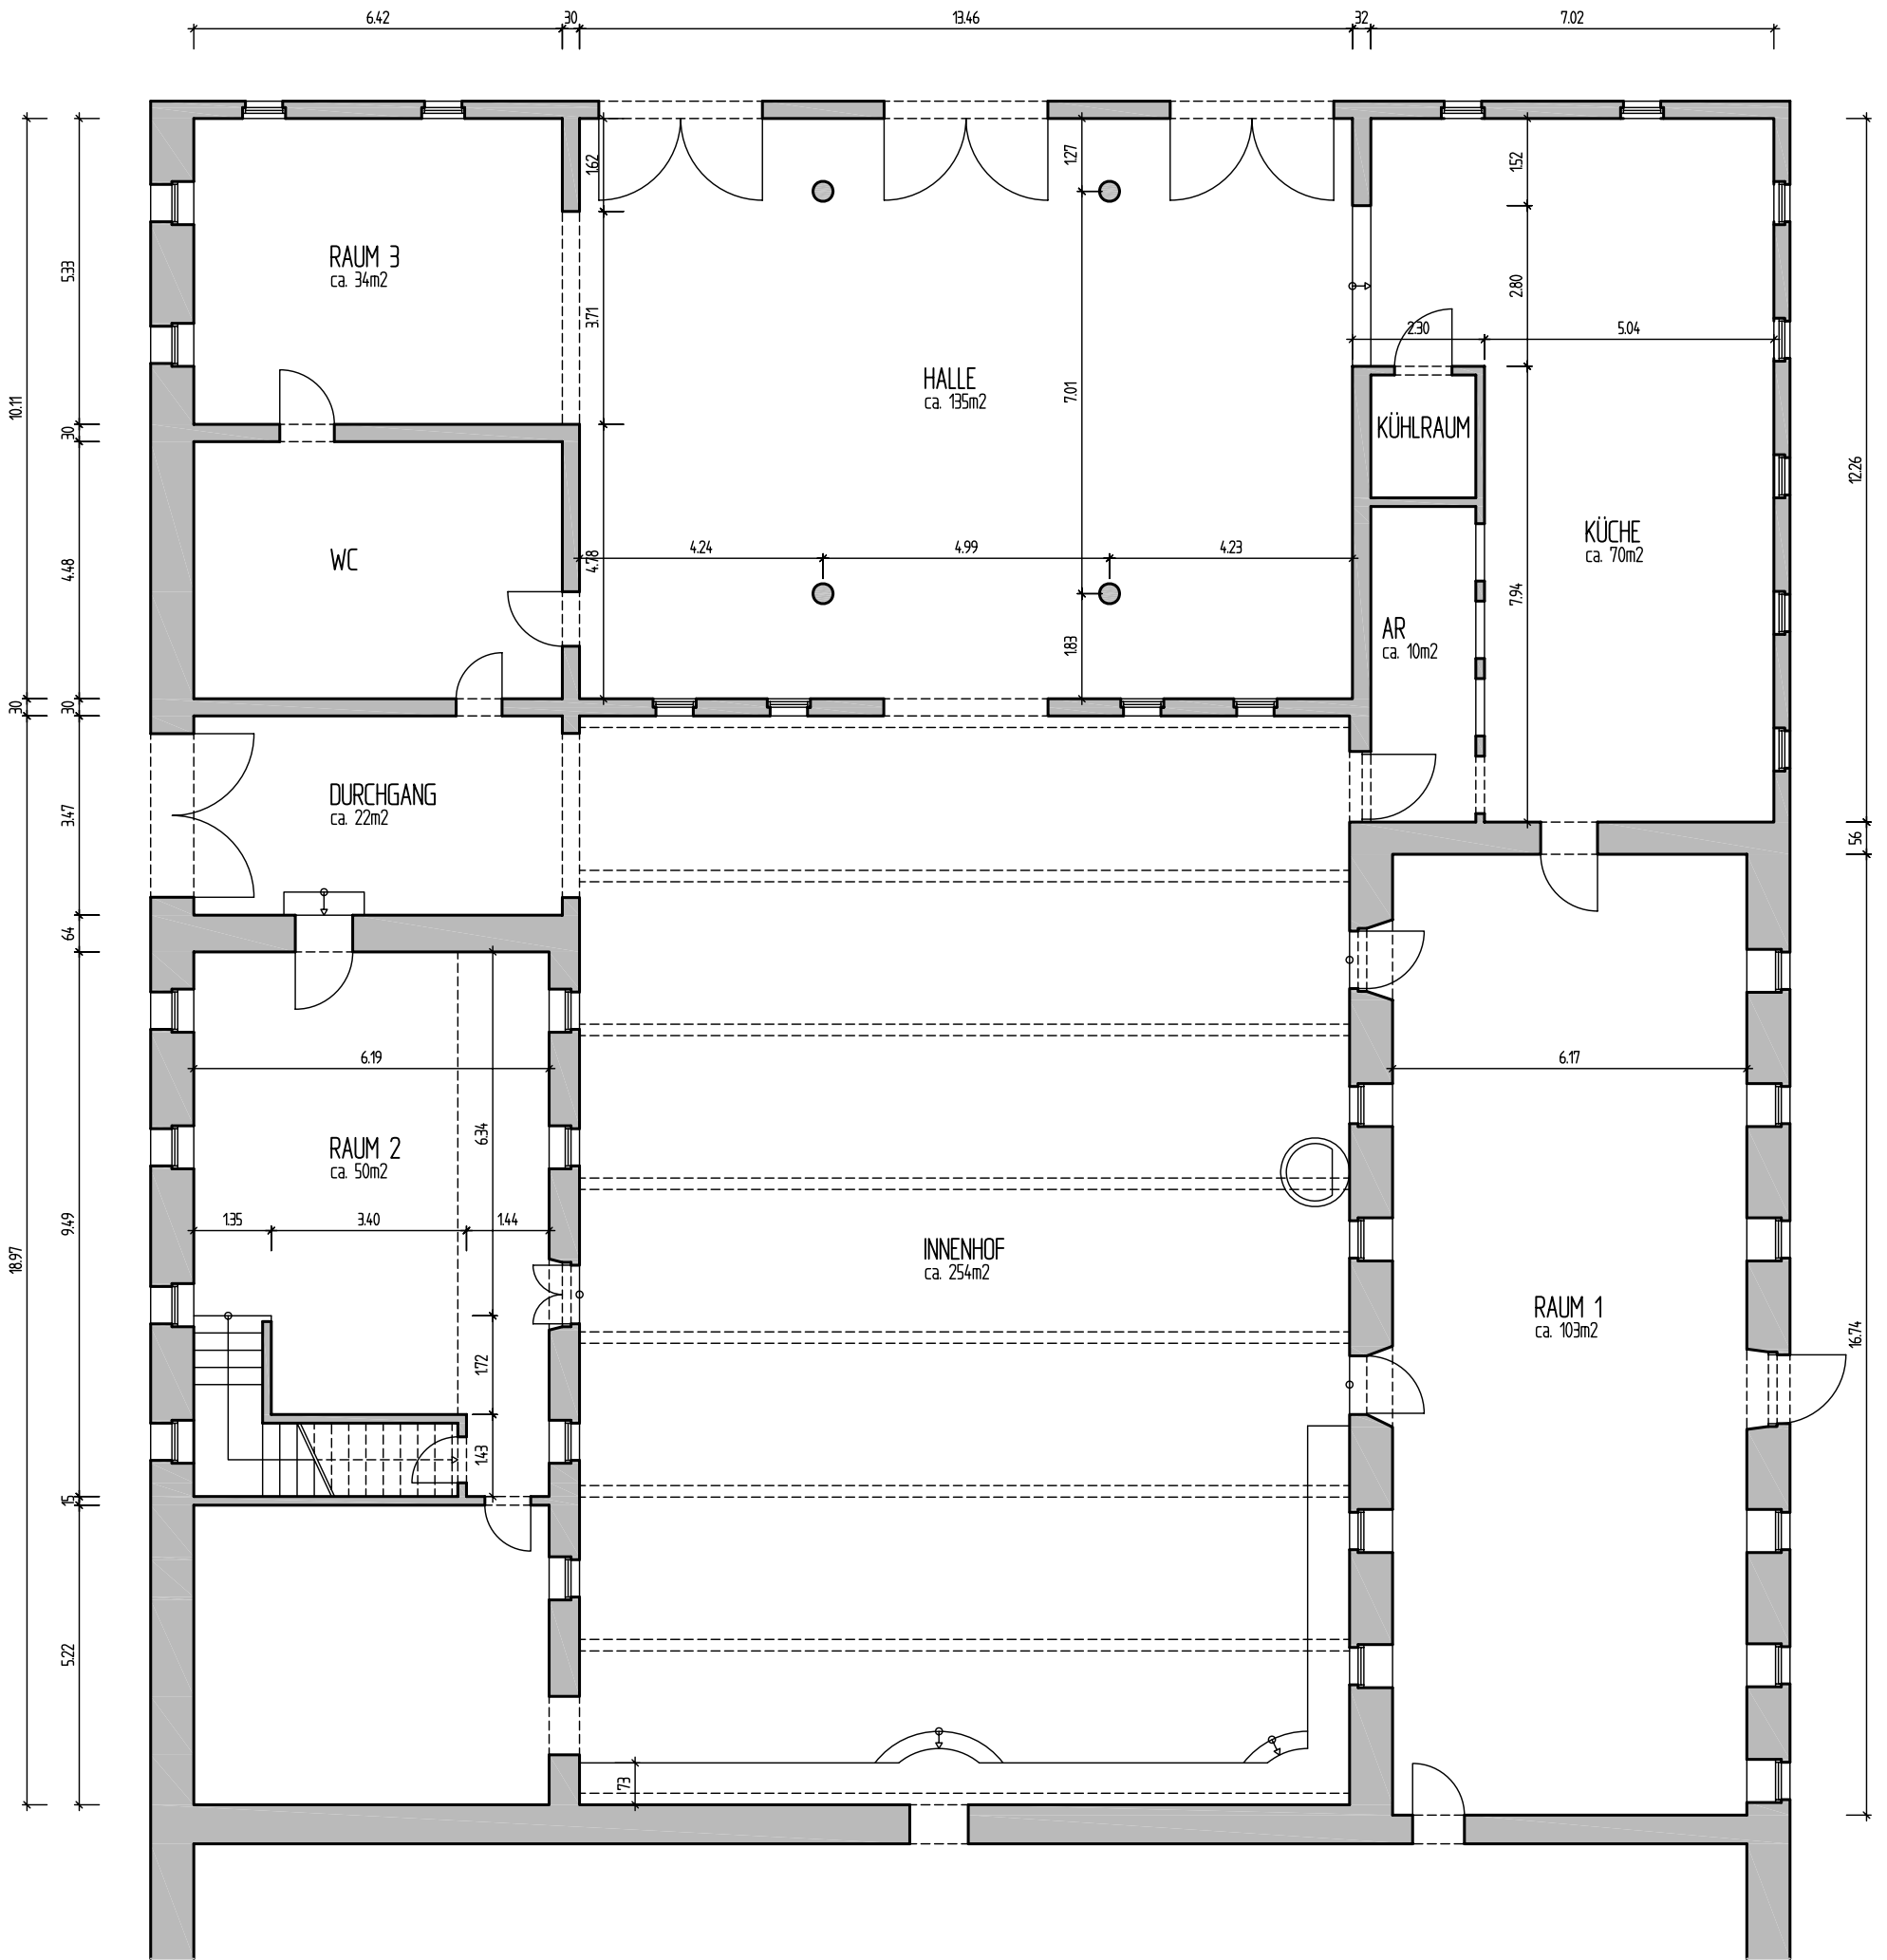 6.42
30
13.46
32
7.02
1.62
1.27
1.52
RAUM 3
ca. 34m2
5.33
3.71
2.80
2.30
5.04
10.11
HALLE
ca. 135m2
7.01
30
KÜHLRAUM
12.26
WC
4.48
4.78
4.24
4.99
4.23
KÜCHE
ca. 70m2
7.94
AR
ca. 10m2
1.83
30
30
DURCHGANG
ca. 22m2
3.47
56
64
6.19
6.17
RAUM 2
ca. 50m2
6.34
1.35
3.40
1.44
9.49
18.97
INNENHOF
ca. 254m2
RAUM 1
ca. 103m2
16.74
1.72
1.43
15
5.22
73